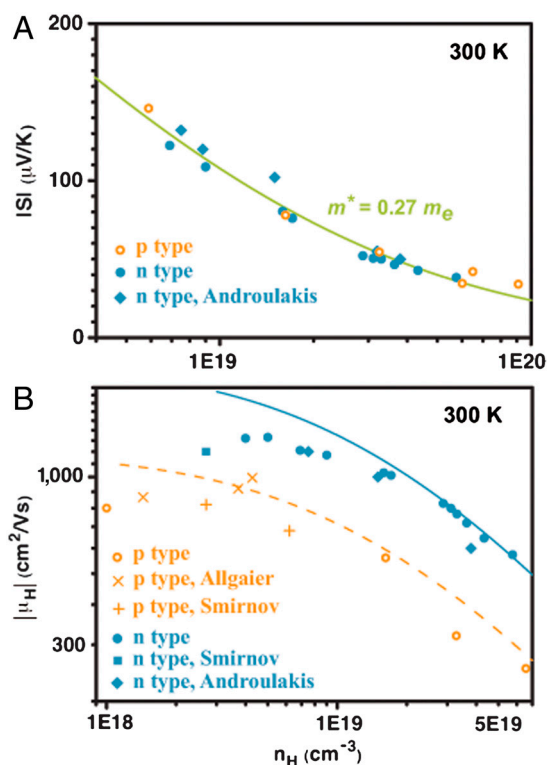 A
200
300 K
|S| (μV/K)
100
m* = 0.27 me
p type
n type
n type, Androulakis
0
1E19
1E20
B
300 K
1,000
|μH| (cm2/Vs)
p type
p type, Allgaier
p type, Smirnov
300
n type
n type, Smirnov
n type, Androulakis
1E18
1E19
5E19
nH (cm-3)